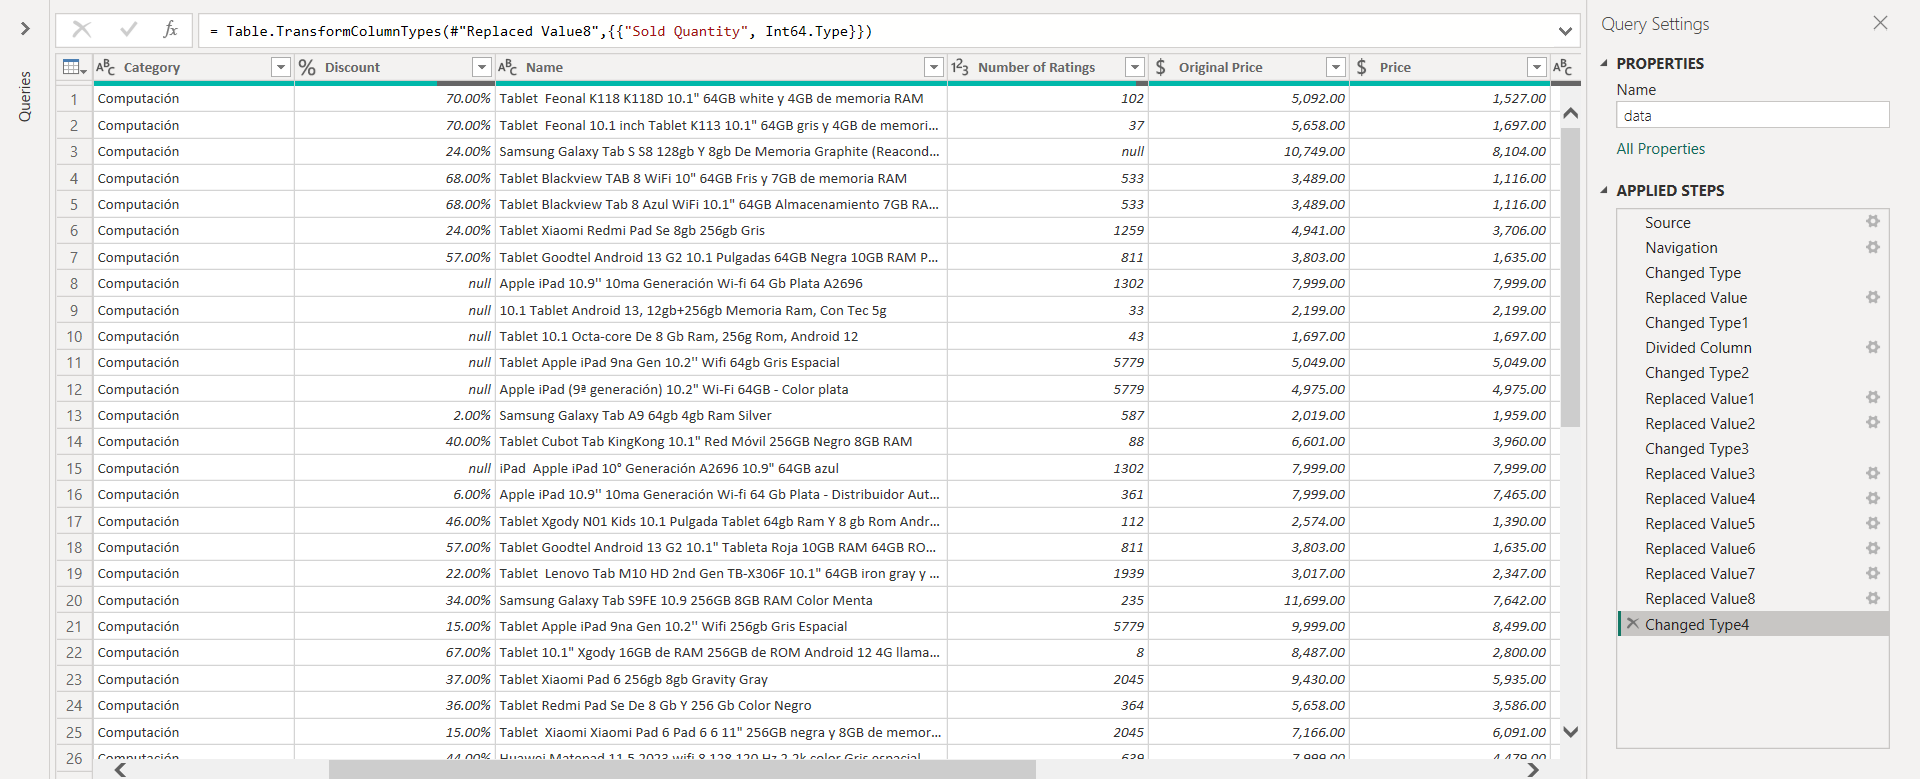 = Table.TransformColumnTypes(#"Replaced Value8",{{"Sold Quantity", Int64.Type}})
Queries
Category Discount Name Number of Ratings Original Price Price
1 Computación 70.00% Tablet  Feonal K118 K118D 10.1" 64GB white y 4GB de memoria RAM 102 5,092.00 1,527.00
2 Computación 70.00% Tablet  Feonal 10.1 inch Tablet K113 10.1" 64GB gris y 4GB de memori... 37 5,658.00 1,697.00
3 Computación 24.00% Samsung Galaxy Tab S S8 128gb Y 8gb De Memoria Graphite (Reacond... null 10,749.00 8,104.00
4 Computación 68.00% Tablet Blackview TAB 8 WiFi 10" 64GB Fris y 7GB de memoria RAM 533 3,489.00 1,116.00
5 Computación 68.00% Tablet Blackview Tab 8 Azul WiFi 10.1" 64GB Almacenamiento 7GB RA... 533 3,489.00 1,116.00
6 Computación 24.00% Tablet Xiaomi Redmi Pad Se 8gb 256gb Gris 1259 4,941.00 3,706.00
7 Computación 57.00% Tablet Goodtel Android 13 G2 10.1 Pulgadas 64GB Negra 10GB RAM P... 811 3,803.00 1,635.00
8 Computación null Apple iPad 10.9" 10ma Generación Wi-fi 64 Gb Plata A2696 1302 7,999.00 7,999.00
9 Computación null 10.1 Tablet Android 13, 12gb+256gb Memoria Ram, Con Tec 5g 33 2,199.00 2,199.00
10 Computación null Tablet 10.1 Octa-core De 8 Gb Ram, 256g Rom, Android 12 43 1,697.00 1,697.00
11 Computación null Tablet Apple iPad 9na Gen 10.2" Wifi 64gb Gris Espacial 5779 5,049.00 5,049.00
12 Computación null Apple iPad (9ª generación) 10.2" Wi-Fi 64GB - Color plata 5779 4,975.00 4,975.00
13 Computación 2.00% Samsung Galaxy Tab A9 64gb 4gb Ram Silver 587 2,019.00 1,959.00
14 Computación 40.00% Tablet Cubot Tab KingKong 10.1" Red Móvil 256GB Negro 8GB RAM 88 6,601.00 3,960.00
15 Computación null iPad  Apple iPad 10° Generación A2696 10.9" 64GB azul 1302 7,999.00 7,999.00
16 Computación 6.00% Apple iPad 10.9" 10ma Generación Wi-fi 64 Gb Plata - Distribuidor Aut... 361 7,999.00 7,465.00
17 Computación 46.00% Tablet Xgody N01 Kids 10.1 Pulgada Tablet 64gb Ram Y 8 gb Rom Andr... 112 2,574.00 1,390.00
18 Computación 57.00% Tablet Goodtel Android 13 G2 10.1" Tableta Roja 10GB RAM 64GB RO... 811 3,803.00 1,635.00
19 Computación 22.00% Tablet  Lenovo Tab M10 HD 2nd Gen TB-X306F 10.1" 64GB iron gray y ... 1939 3,017.00 2,347.00
20 Computación 34.00% Samsung Galaxy Tab S9FE 10.9 256GB 8GB RAM Color Menta 235 11,699.00 7,642.00
21 Computación 15.00% Tablet Apple iPad 9na Gen 10.2" Wifi 256gb Gris Espacial 5779 9,999.00 8,499.00
22 Computación 67.00% Tablet 10.1" Xgody 16GB de RAM 256GB de ROM Android 12 4G llama... 8 8,487.00 2,800.00
23 Computación 37.00% Tablet Xiaomi Pad 6 256gb 8gb Gravity Gray 2045 9,430.00 5,935.00
24 Computación 36.00% Tablet Redmi Pad Se De 8 Gb Y 256 Gb Color Negro 364 5,658.00 3,586.00
25 Computación 15.00% Tablet  Xiaomi Xiaomi Pad 6 Pad 6 6 11" 256GB negra y 8GB de memor... 2045 7,166.00 6,091.00
26 Computación 44.00% Huawei Matepad 11.5 2023 wifi 8 128 120 Hz 2.2k color Gris espacial 639 7,999.00 4,479.00
Query Settings
PROPERTIES
Name
data
All Properties
APPLIED STEPS
Source
Navigation
Changed Type
Replaced Value
Changed Type1
Divided Column
Changed Type2
Replaced Value1
Replaced Value2
Changed Type3
Replaced Value3
Replaced Value4
Replaced Value5
Replaced Value6
Replaced Value7
Replaced Value8
Changed Type4